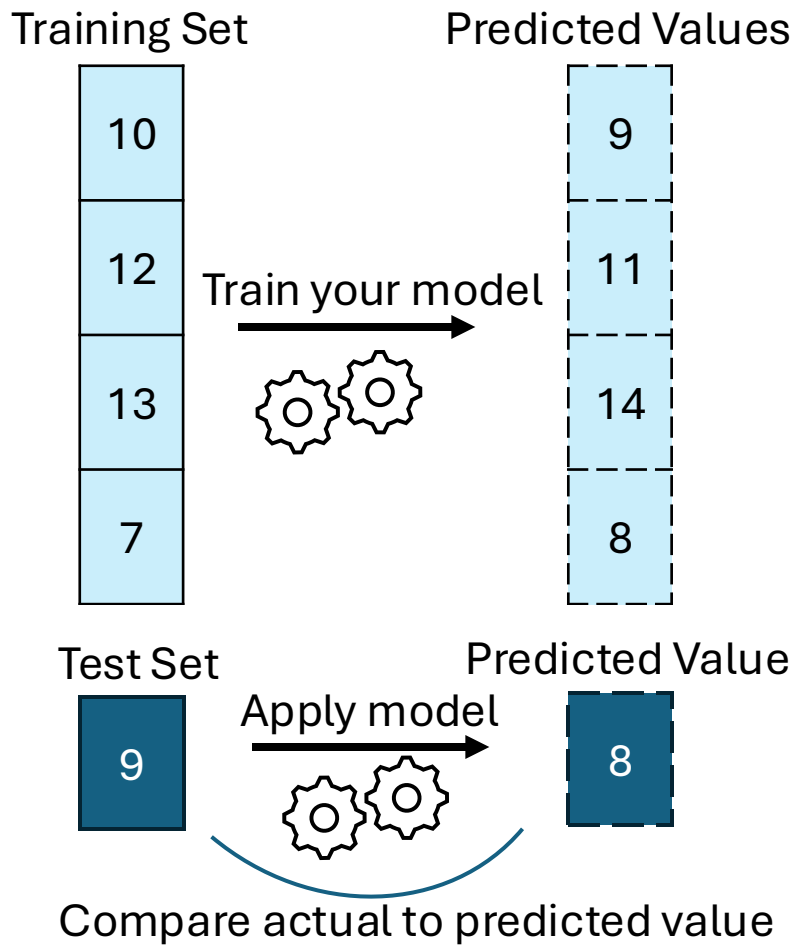 Training Set
Predicted Values
10
9
12
11
Train your model
13
14
7
8
Test Set
Predicted Value
Apply model
9
8
Compare actual to predicted value